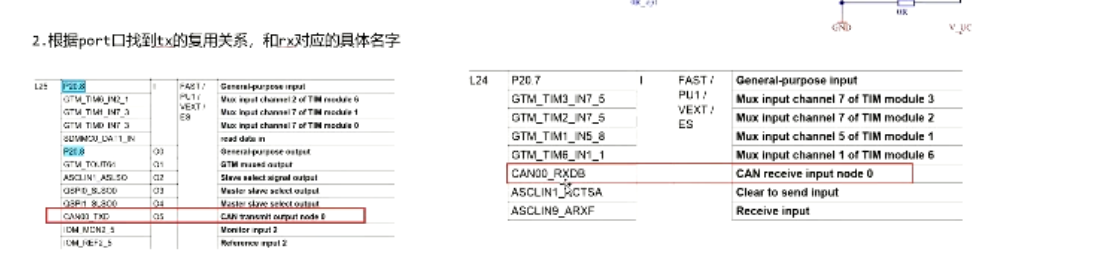 GND
2.根据port口找到tx的复用关系，和rx对应的具体名字
L25 P20.8 I FAST / General-purpose input
GTM_TIM6_IN2_1 PU1 / Mux input channel 2 of TIM module 6
GTM_TIM1_IN7_3 VEXT / Mux input channel 7 of TIM module 1
GTM_TIM0_IN7_3 ES Mux input channel 7 of TIM module 0
SDMMC0_DAT1_IN read data in
P20.8 O0 General-purpose output
GTM_TOUT64 O1 GTM muxed output
ASCLIN1_ASLSO O2 Slave select signal output
QSPI0_SLSO0 O3 Master slave select output
QSPI1_SLSO0 O4 Master slave select output
CAN00_TXD O5 CAN transmit output node 0
IOM_MON2_5 Monitor input 2
IOM_REF2_5 Reference input 2
L24 P20.7 I FAST / General-purpose input
GTM_TIM3_IN7_5 PU1 / Mux input channel 7 of TIM module 3
GTM_TIM2_IN7_5 VEXT / Mux input channel 7 of TIM module 2
GTM_TIM1_IN5_8 ES Mux input channel 5 of TIM module 1
GTM_TIM6_IN1_1 Mux input channel 1 of TIM module 6
CAN00_RXDB CAN receive input node 0
ASCLIN1_ACTSA Clear to send input
ASCLIN9_ARXF Receive input